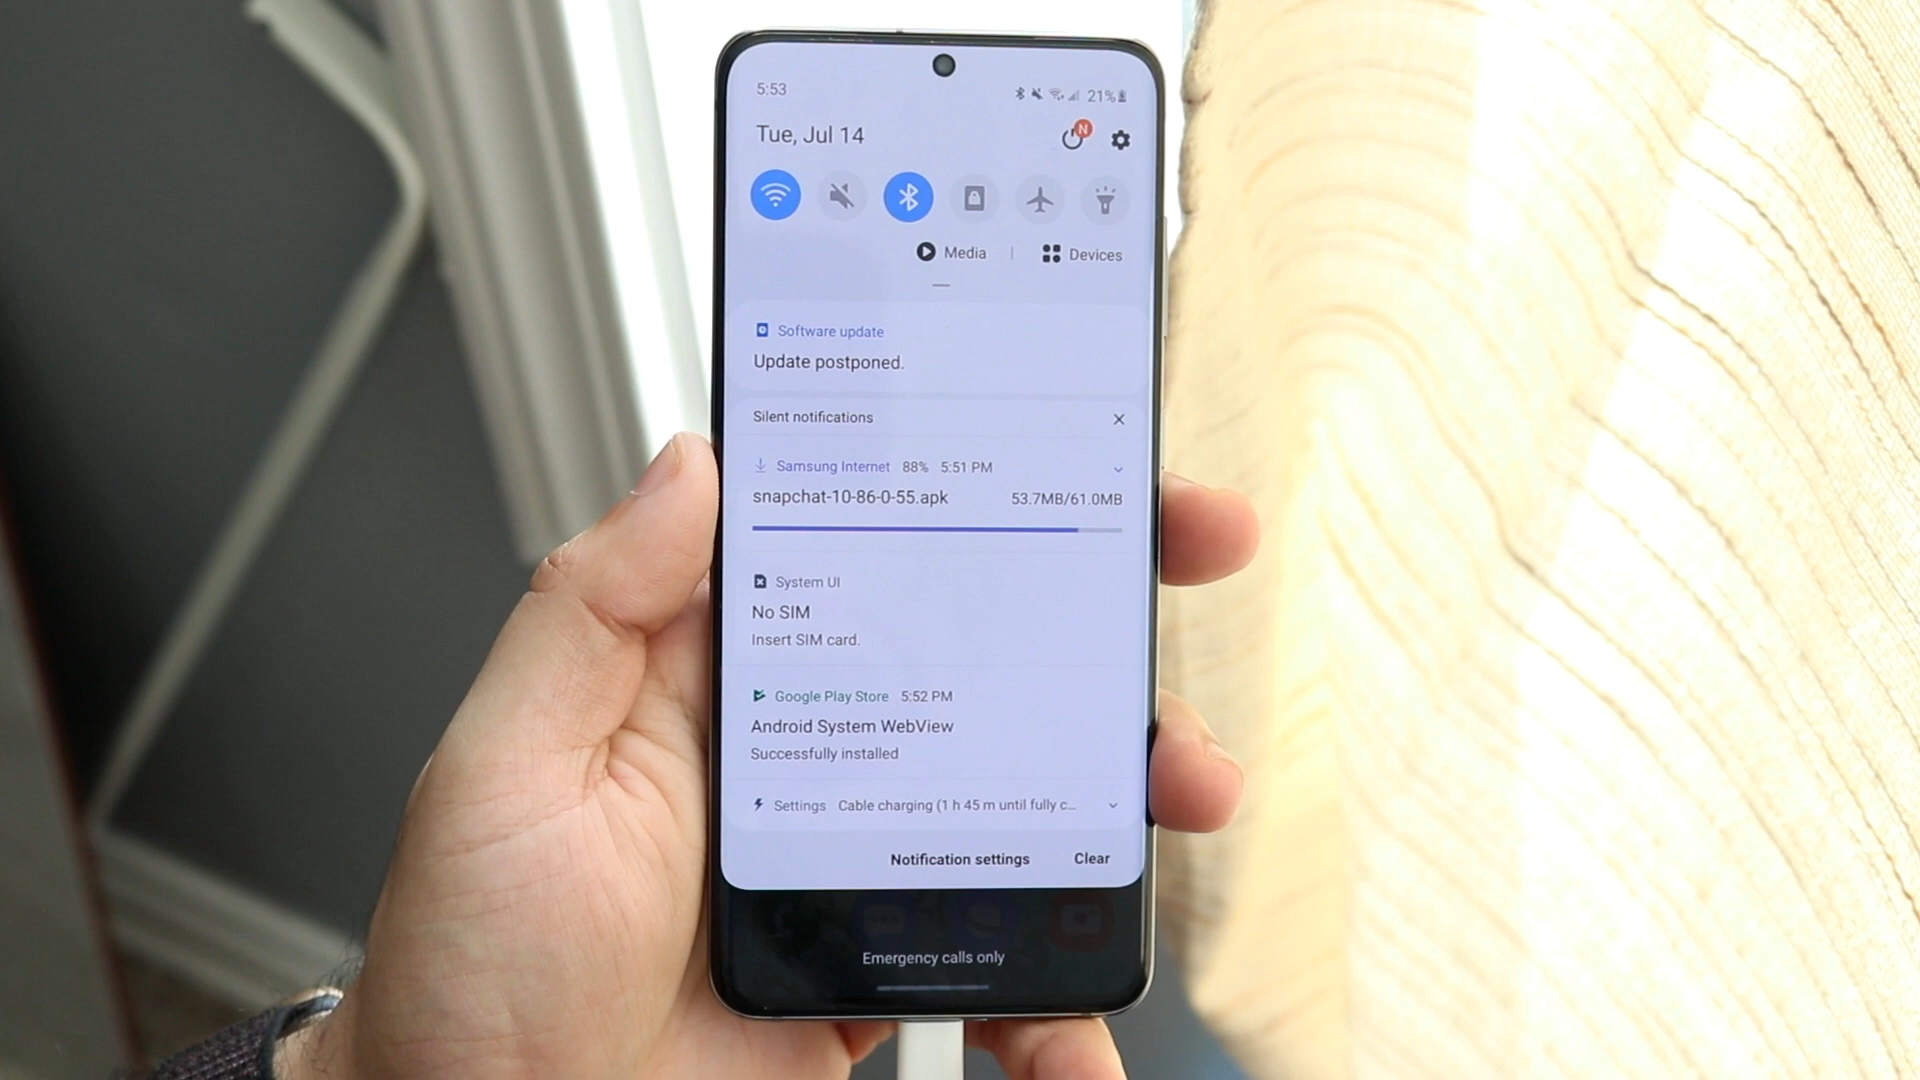 5:53 21%
Tue, Jul 14 N
Media | Devices
Software update
Update postponed.
Silent notifications
Samsung Internet 88% 5:51 PM
snapchat-10-86-0-55.apk 53.7MB/61.0MB
System UI
No SIM
Insert SIM card.
Google Play Store 5:52 PM
Android System WebView
Successfully installed
Settings Cable charging (1 h 45 m until fully c...
Notification settings Clear
Emergency calls only